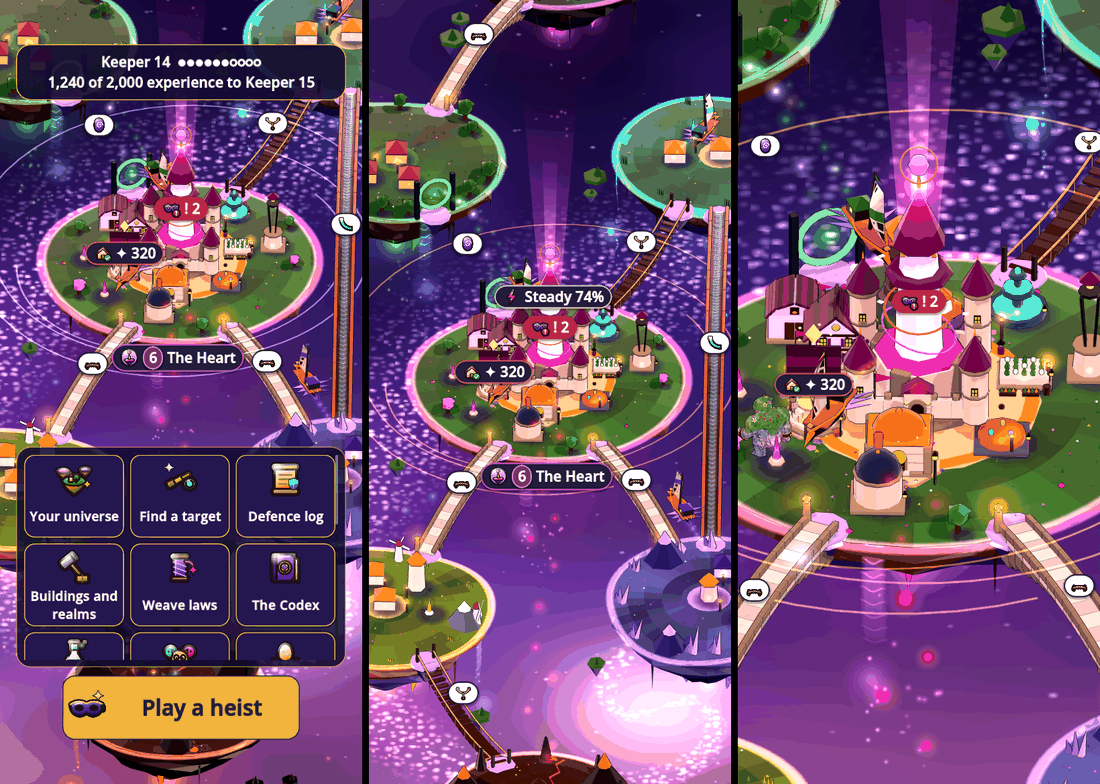 Keeper 14
1,240 of 2,000 experience to Keeper 15
! 2
320
6 The Heart
Your universe
Find a target
Defence log
Buildings and
realms
Weave laws
The Codex
Play a heist
Steady 74%
! 2
320
6 The Heart
! 2
320